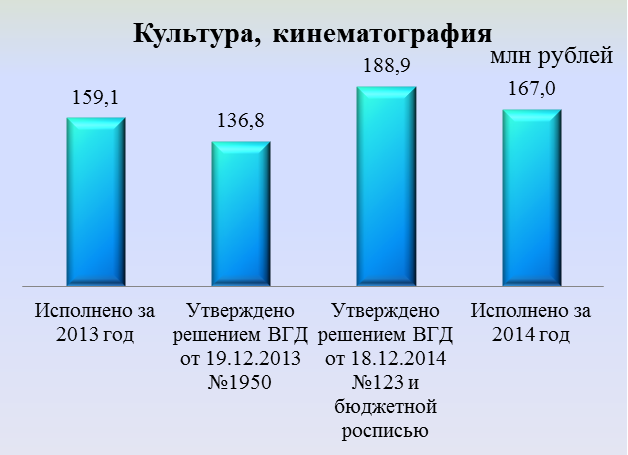 Культура, кинематография
млн рублей
159,1
136,8
188,9
167,0
Исполнено за
2013 год
Утверждено
решением ВГД
от 19.12.2013
№1950
Утверждено
решением ВГД
от 18.12.2014
№123 и
бюджетной
росписью
Исполнено за
2014 год